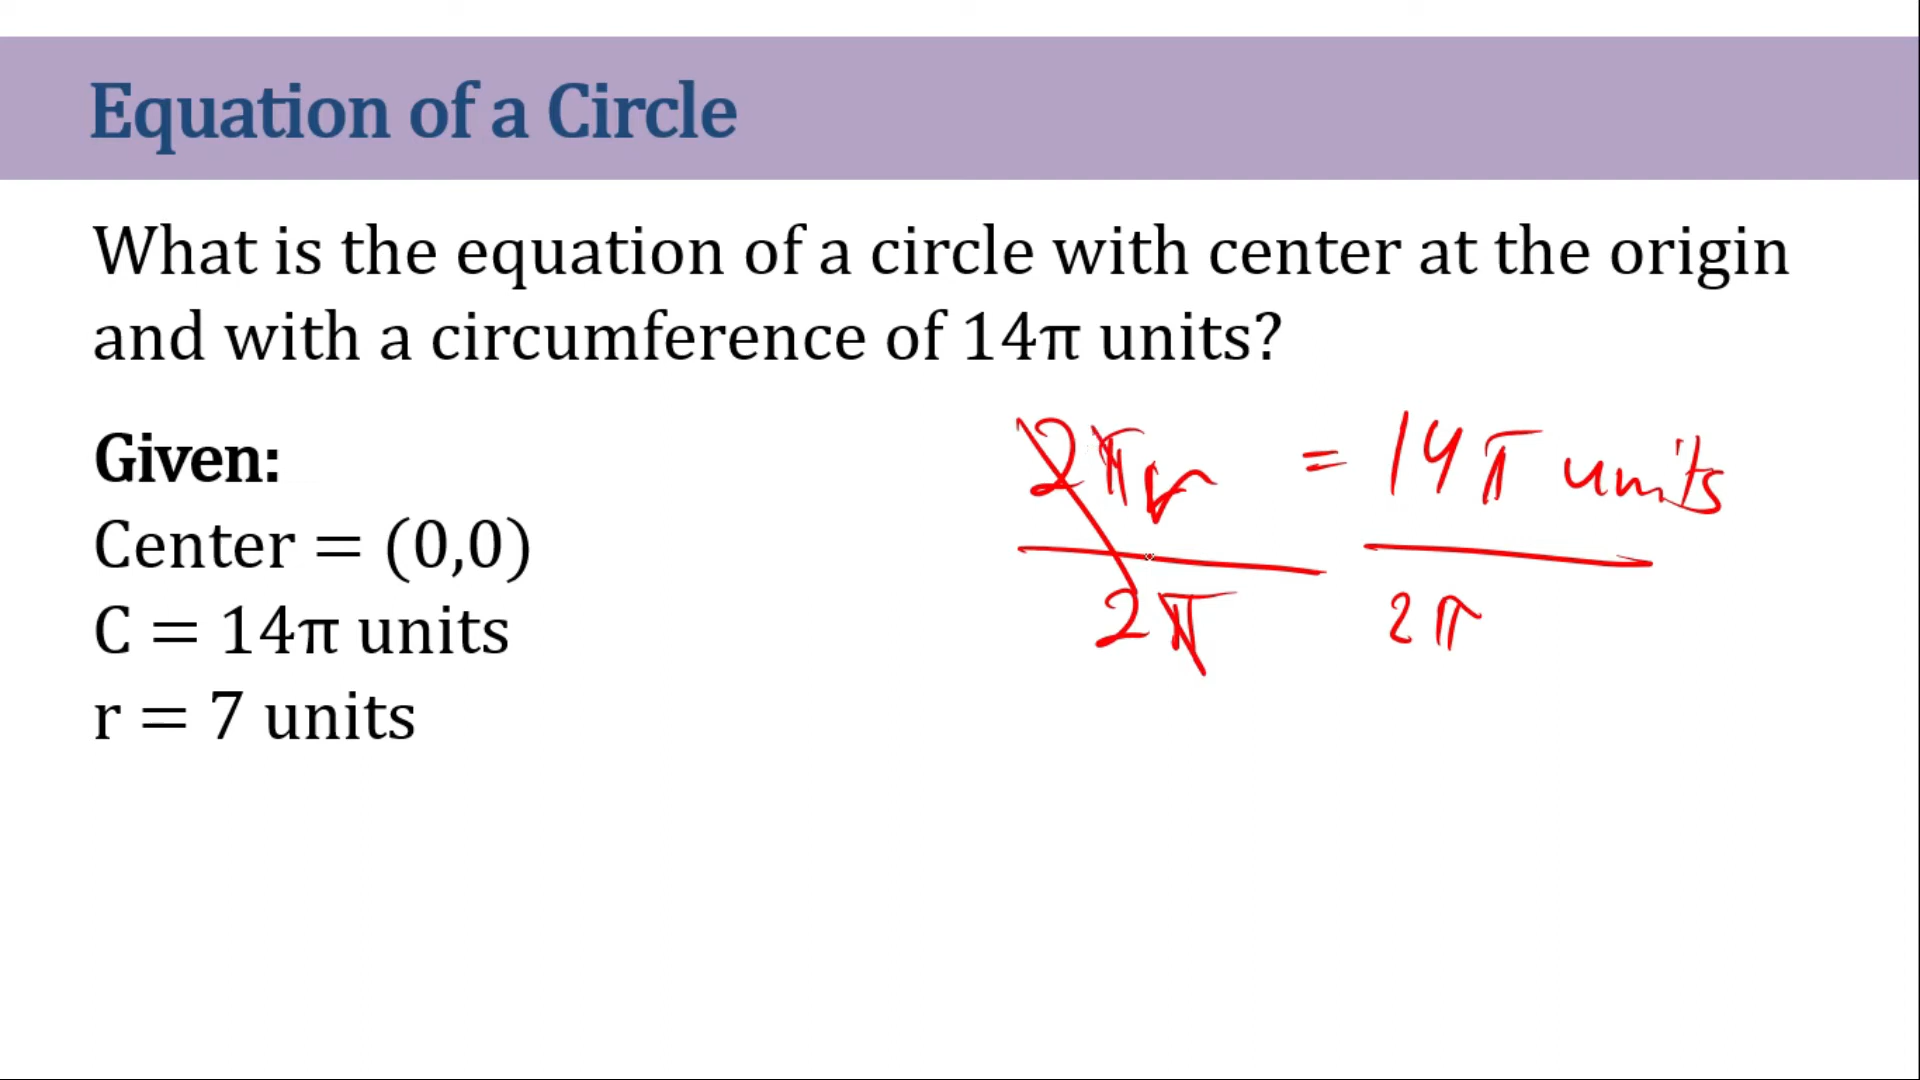 Equation of a Circle
What is the equation of a circle with center at the origin
and with a circumference of 14π units?
Given:
Center = (0,0)
C = 14π units
r = 7 units
2πr = 14π units
2π 2π